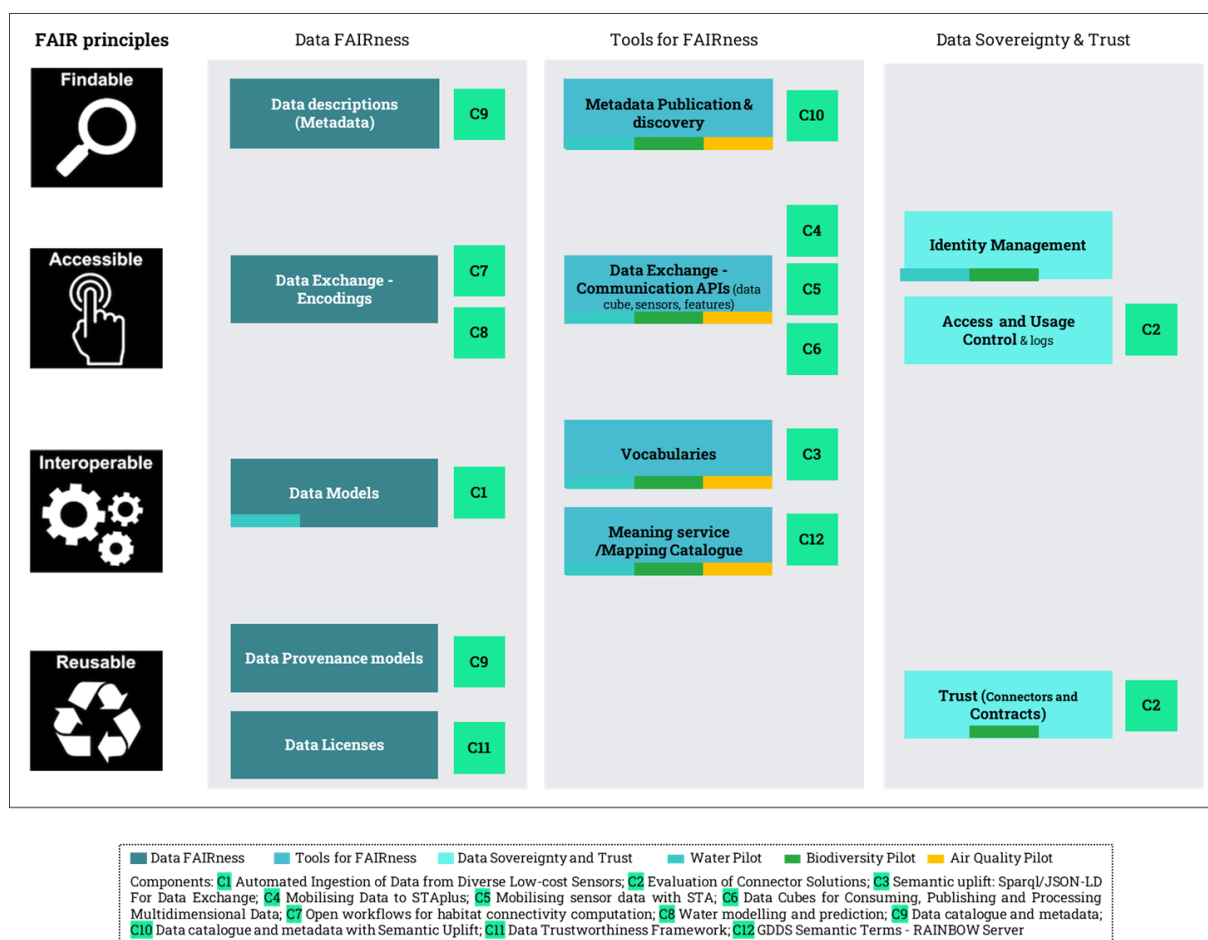 FAIR principles
Data FAIRness
Tools for FAIRness
Data Sovereignty & Trust
Findable
Data descriptions
(Metadata)
C9
Metadata Publication &
discovery
C10
Accessible
Data Exchange -
Encodings
C7
C8
Data Exchange -
Communication APIs (data
cube, sensors, features)
C4
C5
C6
Identity Management
Access and Usage
Control & logs
C2
Interoperable
Data Models
C1
Vocabularies
C3
Meaning service
/Mapping Catalogue
C12
Reusable
Data Provenance models
C9
Data Licenses
C11
Trust (Connectors and
Contracts)
C2
Data FAIRness Tools for FAIRness Data Sovereignty and Trust Water Pilot Biodiversity Pilot Air Quality Pilot
Components: C1 Automated Ingestion of Data from Diverse Low-cost Sensors; C2 Evaluation of Connector Solutions; C3 Semantic uplift: Sparql/JSON-LD
For Data Exchange; C4 Mobilising Data to STAplus; C5 Mobilising sensor data with STA; C6 Data Cubes for Consuming, Publishing and Processing
Multidimensional Data; C7 Open workflows for habitat connectivity computation; C8 Water modelling and prediction; C9 Data catalogue and metadata;
C10 Data catalogue and metadata with Semantic Uplift; C11 Data Trustworthiness Framework; C12 GDDS Semantic Terms - RAINBOW Server